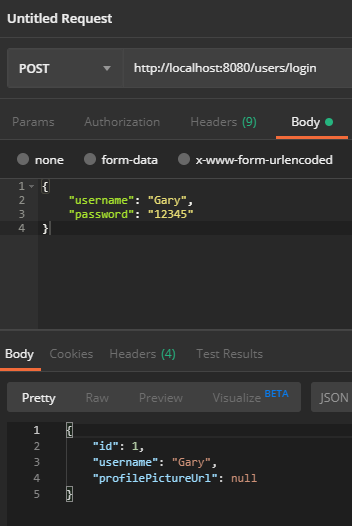 Untitled Request
POST http://localhost:8080/users/login
Params Authorization Headers (9) Body
none form-data x-www-form-urlencoded
1 {
2 "username": "Gary",
3 "password": "12345"
4 }
Body Cookies Headers (4) Test Results
Pretty Raw Preview Visualize BETA JSON
1 {
2 "id": 1,
3 "username": "Gary",
4 "profilePictureUrl": null
5 }